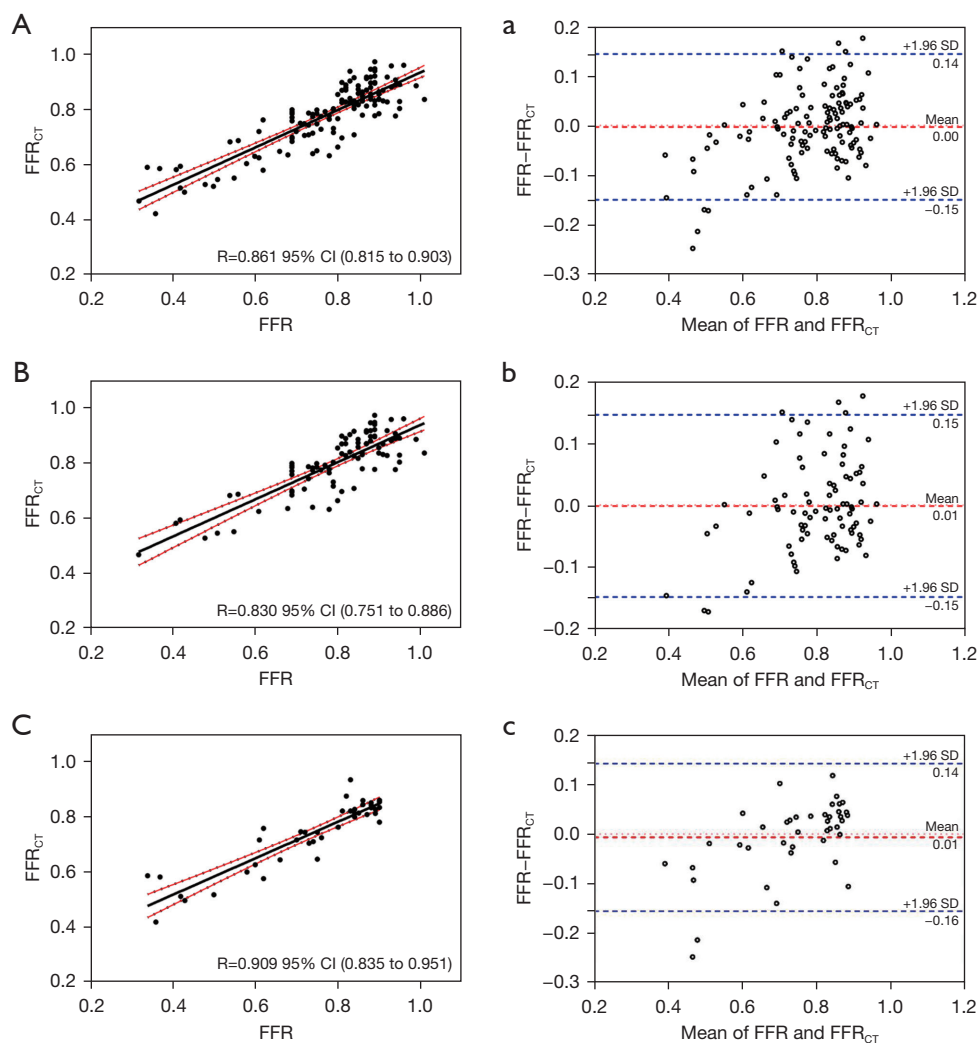 A
1.0
0.8
0.6
0.4
0.2
FFR_CT
R=0.861 95% CI (0.815 to 0.903)
0.2 0.4 0.6 0.8 1.0
FFR
a
0.2
0.1
0.0
−0.1
−0.2
−0.3
FFR−FFR_CT
+1.96 SD
0.14
Mean
0.00
+1.96 SD
−0.15
0.2 0.4 0.6 0.8 1.0 1.2
Mean of FFR and FFR_CT
B
1.0
0.8
0.6
0.4
0.2
FFR_CT
R=0.830 95% CI (0.751 to 0.886)
0.2 0.4 0.6 0.8 1.0
FFR
b
0.2
0.1
0.0
−0.1
−0.2
FFR−FFR_CT
+1.96 SD
0.15
Mean
0.01
+1.96 SD
−0.15
0.2 0.4 0.6 0.8 1.0 1.2
Mean of FFR and FFR_CT
C
1.0
0.8
0.6
0.4
0.2
FFR_CT
R=0.909 95% CI (0.835 to 0.951)
0.2 0.4 0.6 0.8 1.0
FFR
c
0.2
0.1
0.0
−0.1
−0.2
−0.3
FFR−FFR_CT
+1.96 SD
0.14
Mean
0.01
+1.96 SD
−0.16
0.2 0.4 0.6 0.8 1.0 1.2
Mean of FFR and FFR_CT